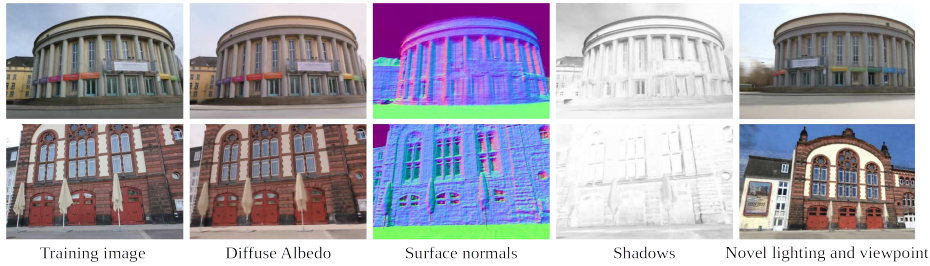 Training image
Diffuse Albedo
Surface normals
Shadows
Novel lighting and viewpoint